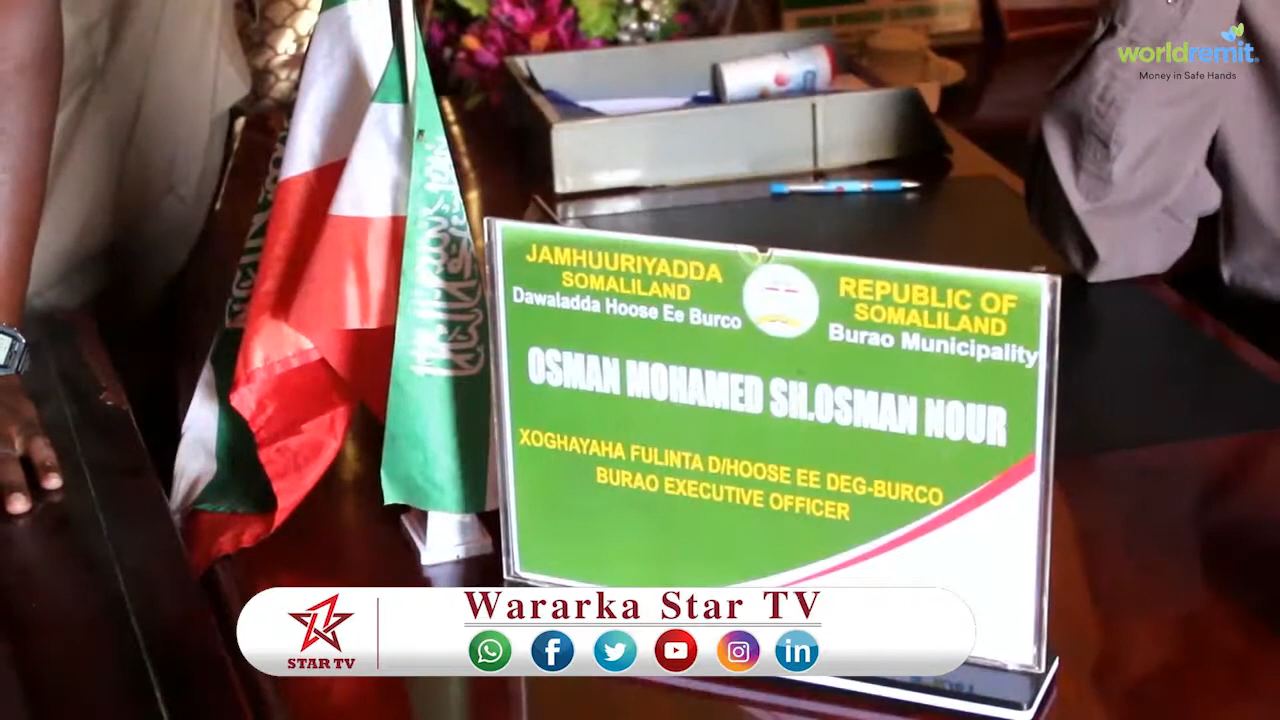 worldremit
Money in Safe Hands
JAMHUURIYADDA
SOMALILAND
Dawaladda Hoose Ee Burco
REPUBLIC OF
SOMALILAND
Burao Municipality
OSMAN MOHAMED SH.OSMAN NOUR
XOGHAYAHA FULINTA D/HOOSE EE DEG-BURCO
BURAO EXECUTIVE OFFICER
Wararka Star TV
STAR TV